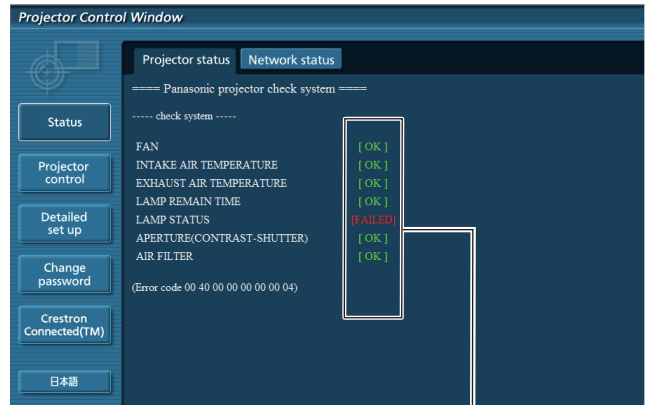 Projector Control Window
Projector status
Network status
==== Panasonic projector check system ====
----- check system -----
FAN [ OK ]
INTAKE AIR TEMPERATURE [ OK ]
EXHAUST AIR TEMPERATURE [ OK ]
LAMP REMAIN TIME [ OK ]
LAMP STATUS [FAILED]
APERTURE(CONTRAST-SHUTTER) [ OK ]
AIR FILTER [ OK ]
(Error code 00 40 00 00 00 00 00 04)
Status
Projector
control
Detailed
set up
Change
password
Crestron
Connected(TM)
日本語